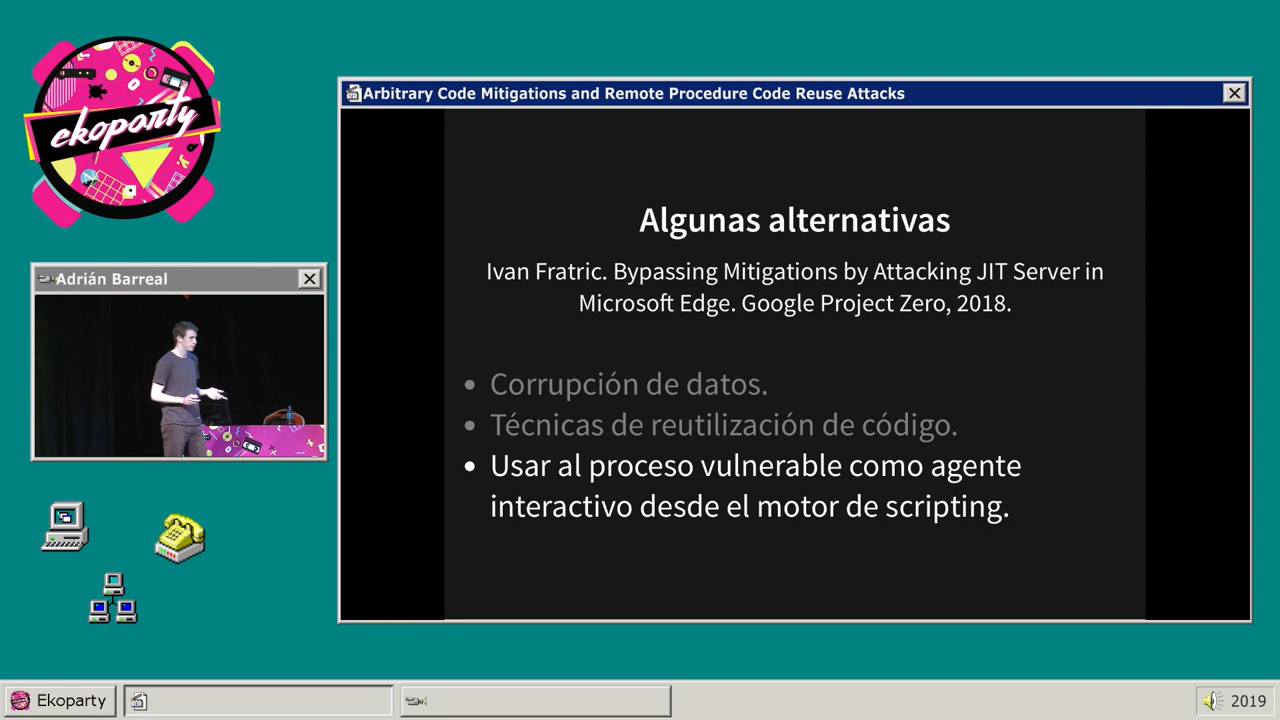 ekoparty
Arbitrary Code Mitigations and Remote Procedure Code Reuse Attacks
Algunas alternativas
Ivan Fratric. Bypassing Mitigations by Attacking JIT Server in
Microsoft Edge. Google Project Zero, 2018.
Adrián Barreal
• Corrupción de datos.
• Técnicas de reutilización de código.
• Usar al proceso vulnerable como agente
interactivo desde el motor de scripting.
Ekoparty
2019